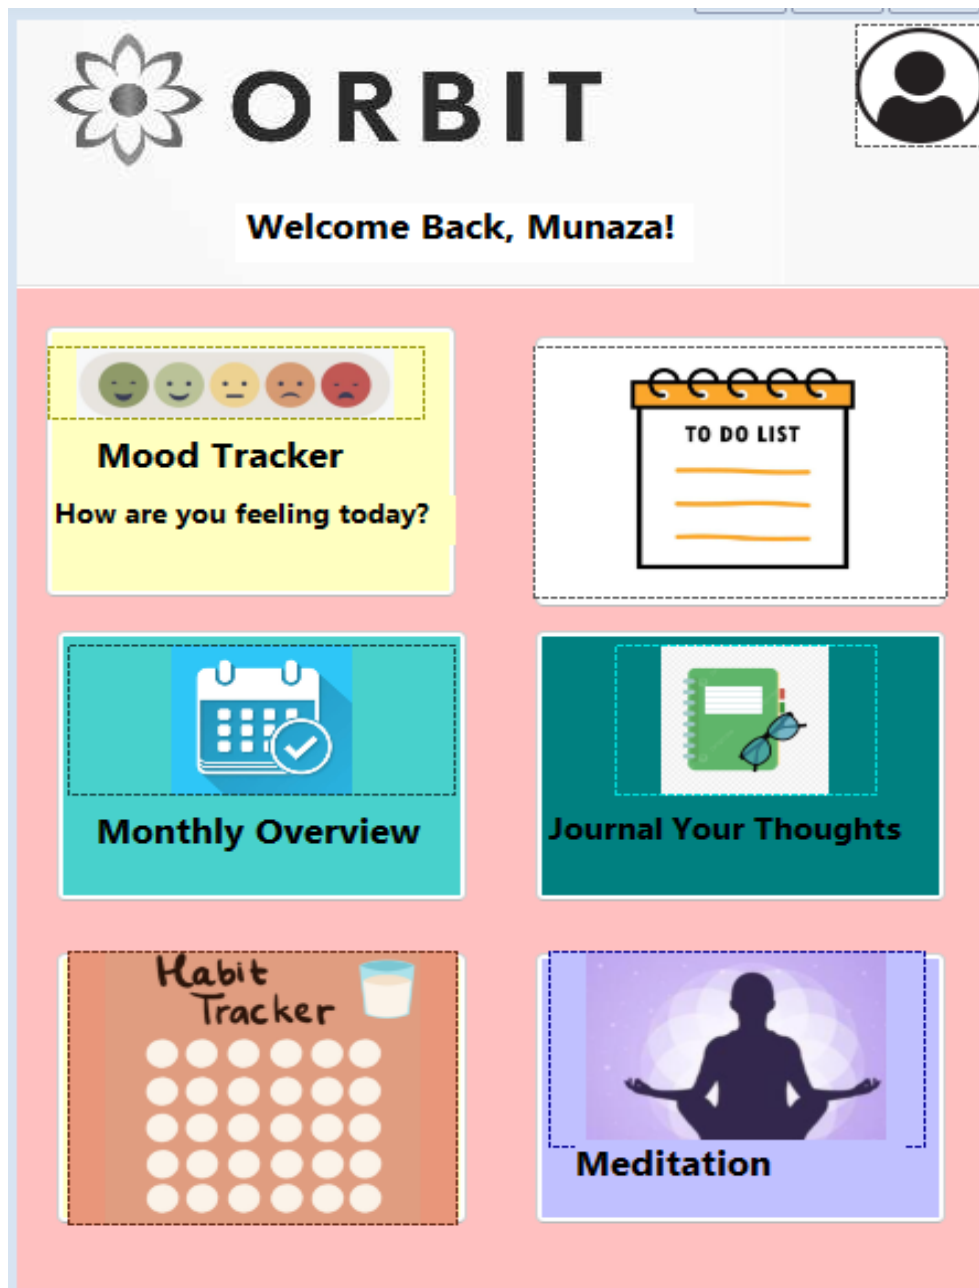 ORBIT
Welcome Back, Munaza!
Mood Tracker
How are you feeling today?
TO DO LIST
Monthly Overview
Journal Your Thoughts
Habit
Tracker
Meditation